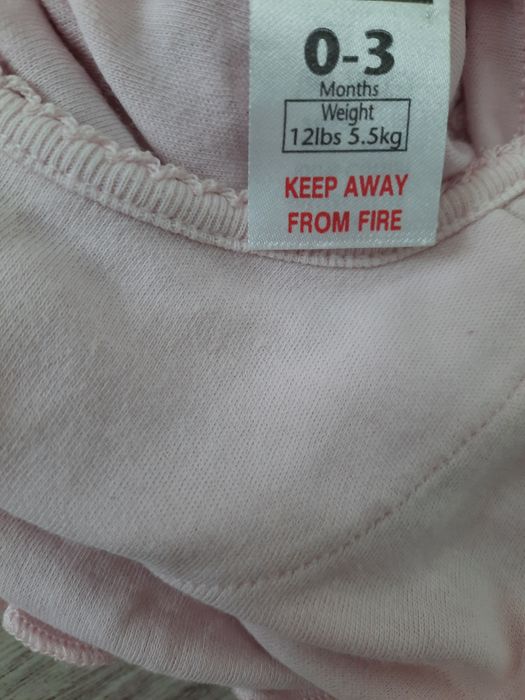 0-3
Months
Weight
12lbs 5.5kg
KEEP AWAY
FROM FIRE